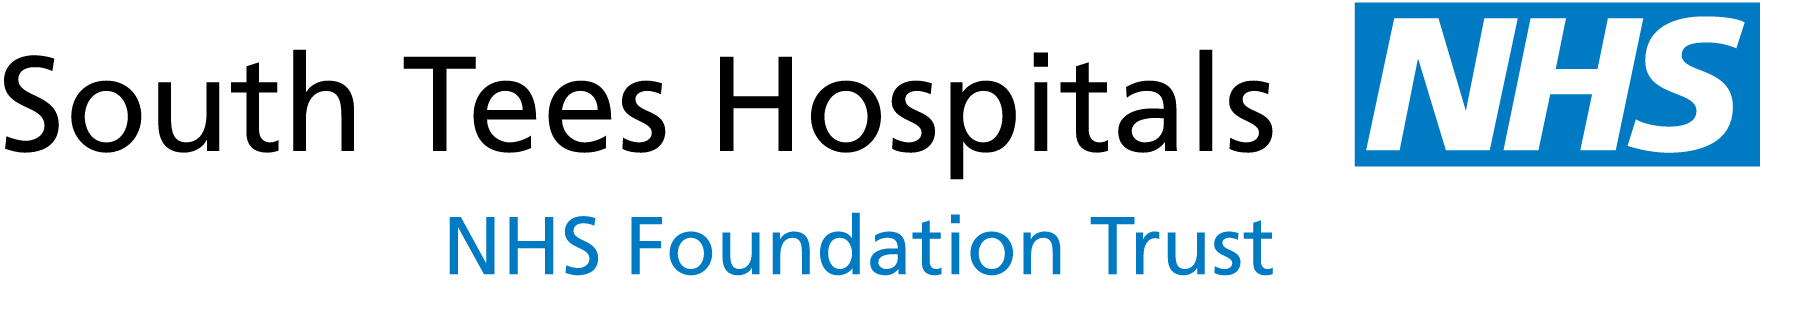 South Tees Hospitals NHS
NHS Foundation Trust